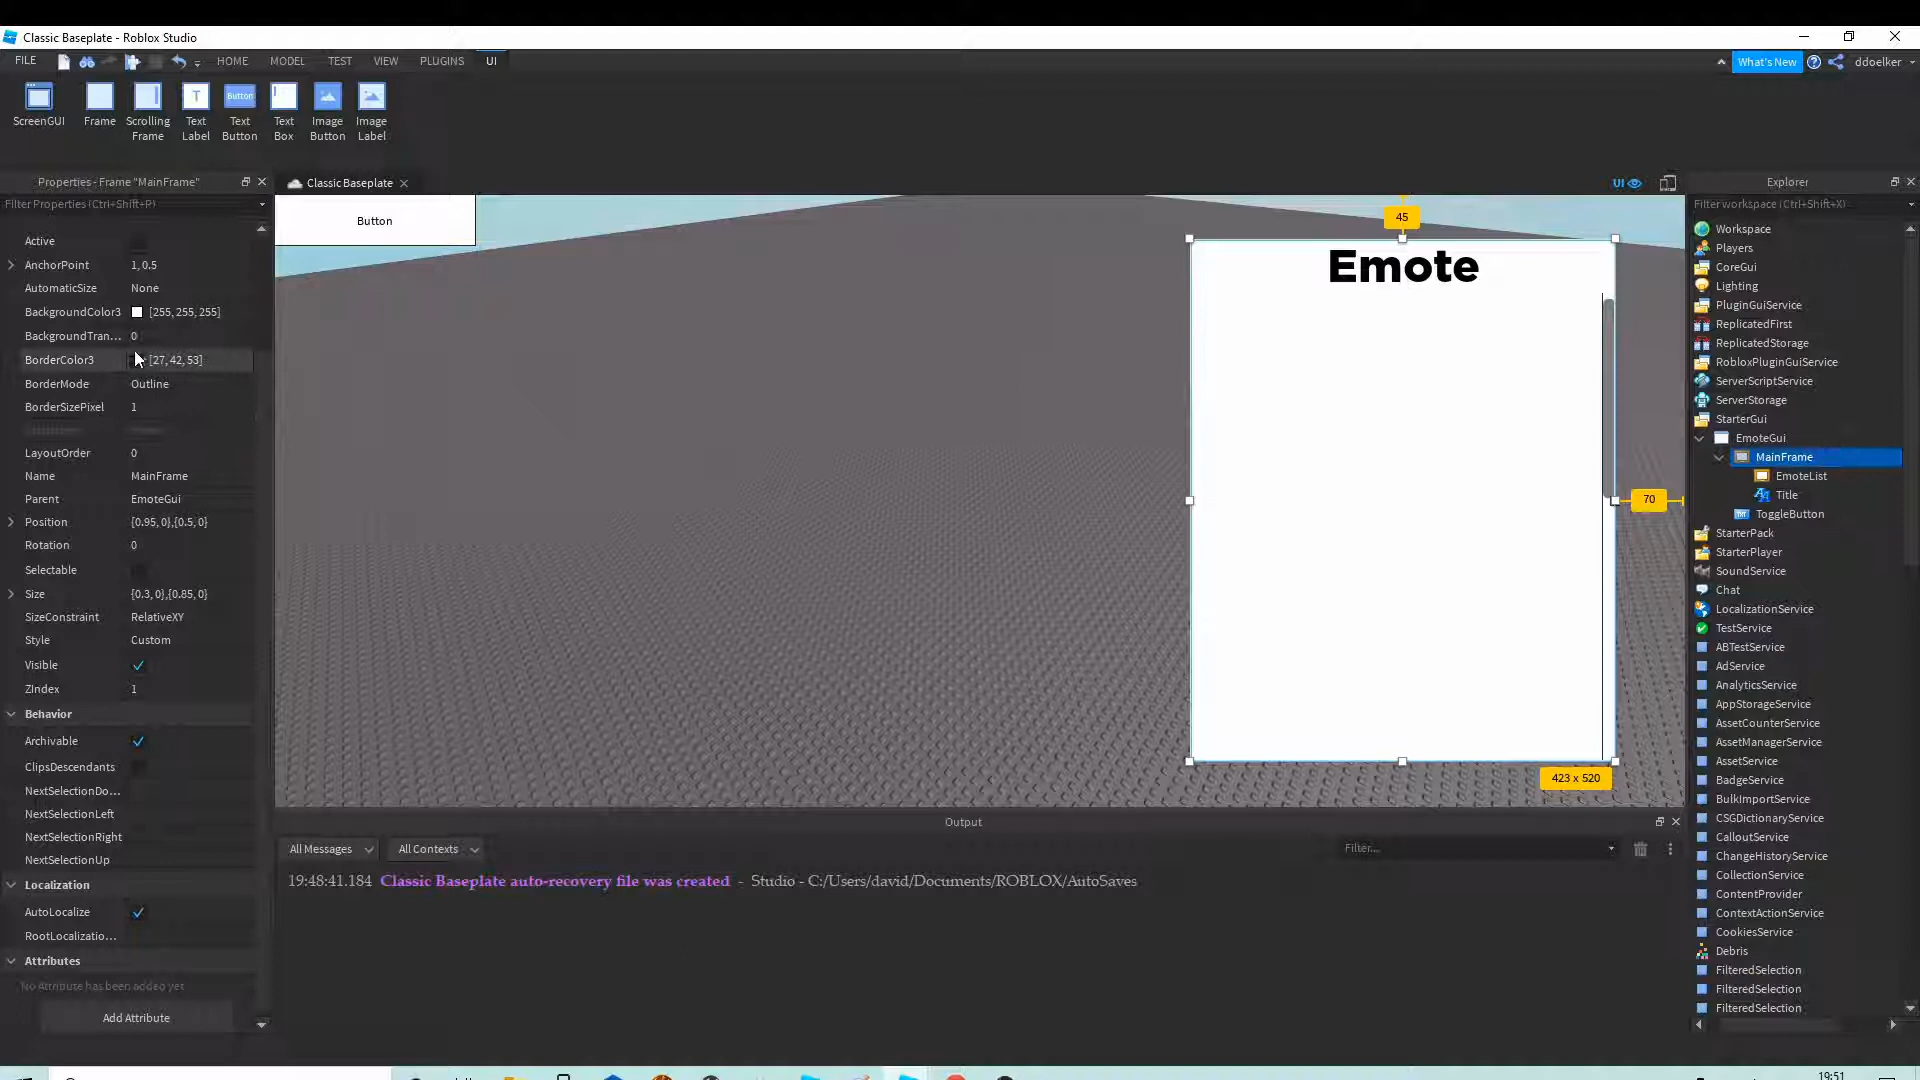 Classic Baseplate - Roblox Studio
FILE
HOME
MODEL
TEST
VIEW
PLUGINS
UI
What's New
ddoelker
ScreenGUI
Frame
Scrolling
Frame
Text
Label
Button
Text
Button
Text
Box
Image
Button
Image
Label
Properties - Frame "MainFrame"
Filter Properties (Ctrl+Shift+P)
Active
AnchorPoint 1, 0.5
AutomaticSize None
BackgroundColor3 [255, 255, 255]
BackgroundTran... 0
BorderColor3 [27, 42, 53]
BorderMode Outline
BorderSizePixel 1
LayoutOrder 0
Name MainFrame
Parent EmoteGui
Position {0.95, 0},{0.5, 0}
Rotation 0
Selectable
Size {0.3, 0},{0.85, 0}
SizeConstraint RelativeXY
Style Custom
Visible
ZIndex 1
Behavior
Archivable
ClipsDescendants
NextSelectionDo...
NextSelectionLeft
NextSelectionRight
NextSelectionUp
Localization
AutoLocalize
RootLocalizatio...
Attributes
No Attribute has been added yet
Add Attribute
Classic Baseplate
UI
Button
45
Emote
70
423 x 520
Output
All Messages
All Contexts
Filter...
19:48:41.184 Classic Baseplate auto-recovery file was created - Studio - C:/Users/david/Documents/ROBLOX/AutoSaves
Explorer
Filter workspace (Ctrl+Shift+X)
Workspace
Players
CoreGui
Lighting
PluginGuiService
ReplicatedFirst
ReplicatedStorage
RobloxPluginGuiService
ServerScriptService
ServerStorage
StarterGui
EmoteGui
MainFrame
EmoteList
Title
ToggleButton
StarterPack
StarterPlayer
SoundService
Chat
LocalizationService
TestService
ABTestService
AdService
AnalyticsService
AppStorageService
AssetCounterService
AssetManagerService
AssetService
BadgeService
BulkImportService
CSGDictionaryService
CalloutService
ChangeHistoryService
CollectionService
ContentProvider
ContextActionService
CookiesService
Debris
FilteredSelection
FilteredSelection
FilteredSelection
19:51